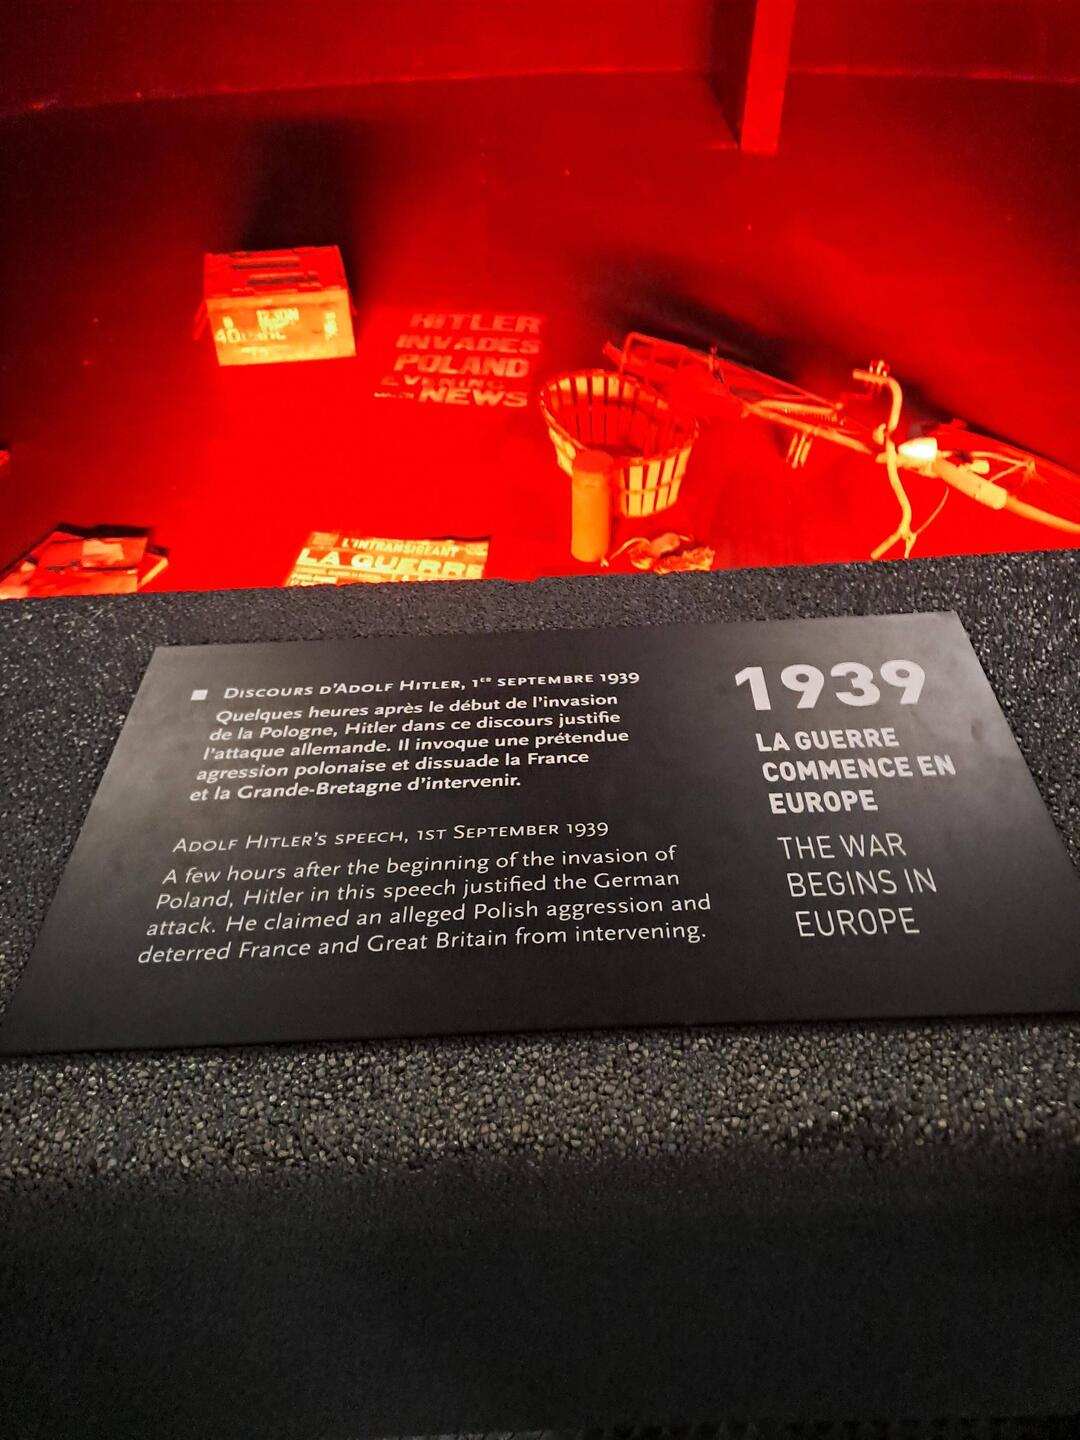 HITLER
INVADES
POLAND
EVENING
NEWS
L'INTRANSIGEANT
LA GUERRE
DISCOURS D'ADOLF HITLER, 1ER SEPTEMBRE 1939
Quelques heures après le début de l'invasion
de la Pologne, Hitler dans ce discours justifie
l'attaque allemande. Il invoque une prétendue
agression polonaise et dissuade la France
et la Grande-Bretagne d'intervenir.
ADOLF HITLER'S SPEECH, 1ST SEPTEMBER 1939
A few hours after the beginning of the invasion of
Poland, Hitler in this speech justified the German
attack. He claimed an alleged Polish aggression and
deterred France and Great Britain from intervening.
1939
LA GUERRE
COMMENCE EN
EUROPE
THE WAR
BEGINS IN
EUROPE